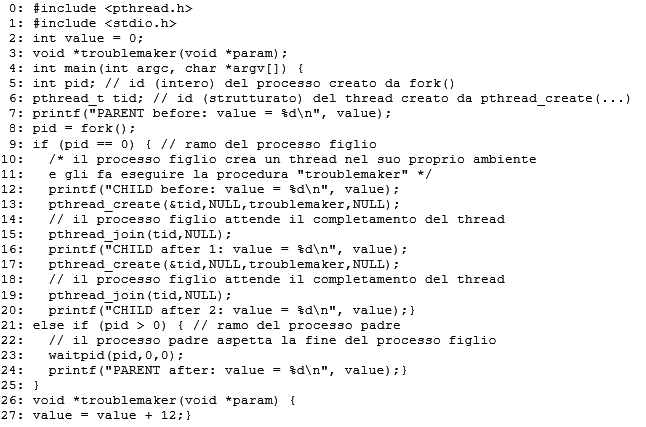 0: #include <pthread.h>
1: #include <stdio.h>
2: int value = 0;
3: void *troublemaker(void *param);
4: int main(int argc, char *argv[]) {
5: int pid; // id (intero) del processo creato da fork()
6: pthread_t tid; // id (strutturato) del thread creato da pthread_create(...)
7: printf("PARENT before: value = %d\n", value);
8: pid = fork();
9: if (pid == 0) { // ramo del processo figlio
10:   /* il processo figlio crea un thread nel suo proprio ambiente
11:   e gli fa eseguire la procedura "troublemaker" */
12:   printf("CHILD before: value = %d\n", value);
13:   pthread_create(&tid,NULL,troublemaker,NULL);
14:   // il processo figlio attende il completamento del thread
15:   pthread_join(tid,NULL);
16:   printf("CHILD after 1: value = %d\n", value);
17:   pthread_create(&tid,NULL,troublemaker,NULL);
18:   // il processo figlio attende il completamento del thread
19:   pthread_join(tid,NULL);
20:   printf("CHILD after 2: value = %d\n", value);}
21: else if (pid > 0) { // ramo del processo padre
22:   // il processo padre aspetta la fine del processo figlio
23:   waitpid(pid,0,0);
24:   printf("PARENT after: value = %d\n", value);}
25: }
26: void *troublemaker(void *param) {
27: value = value + 12;}